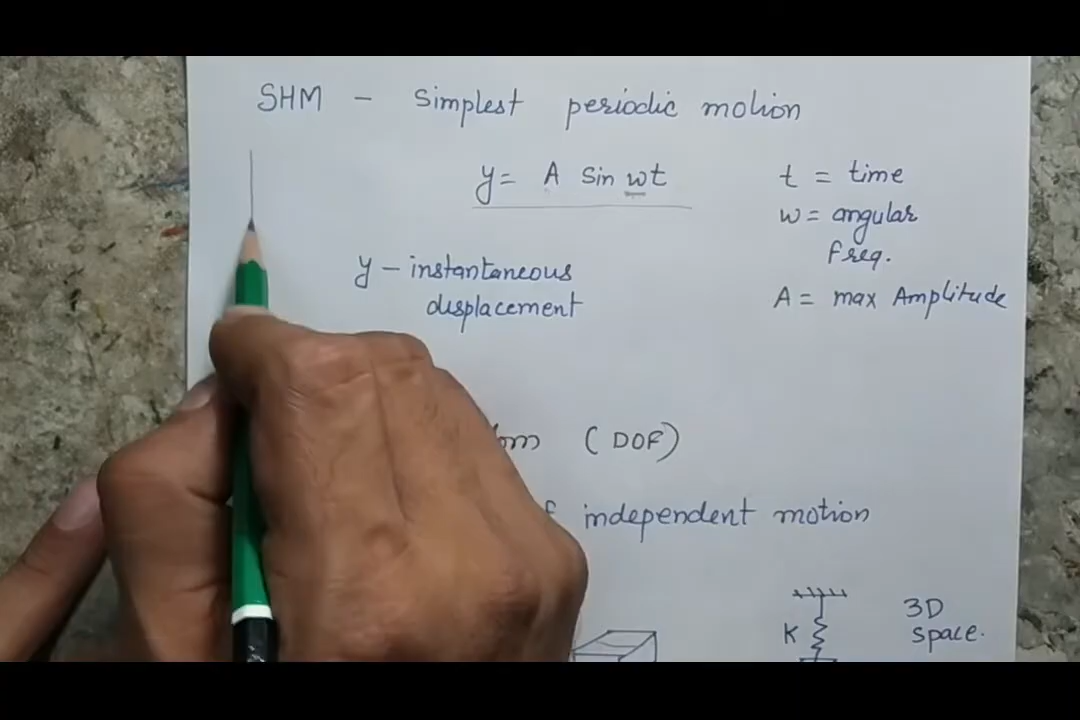 SHM - Simplest periodic motion
y = A sin wt
t = time
w = angular
freq.
A = max Amplitude
y - instantaneous
displacement
(DOF)
independent motion
K
3D
space.